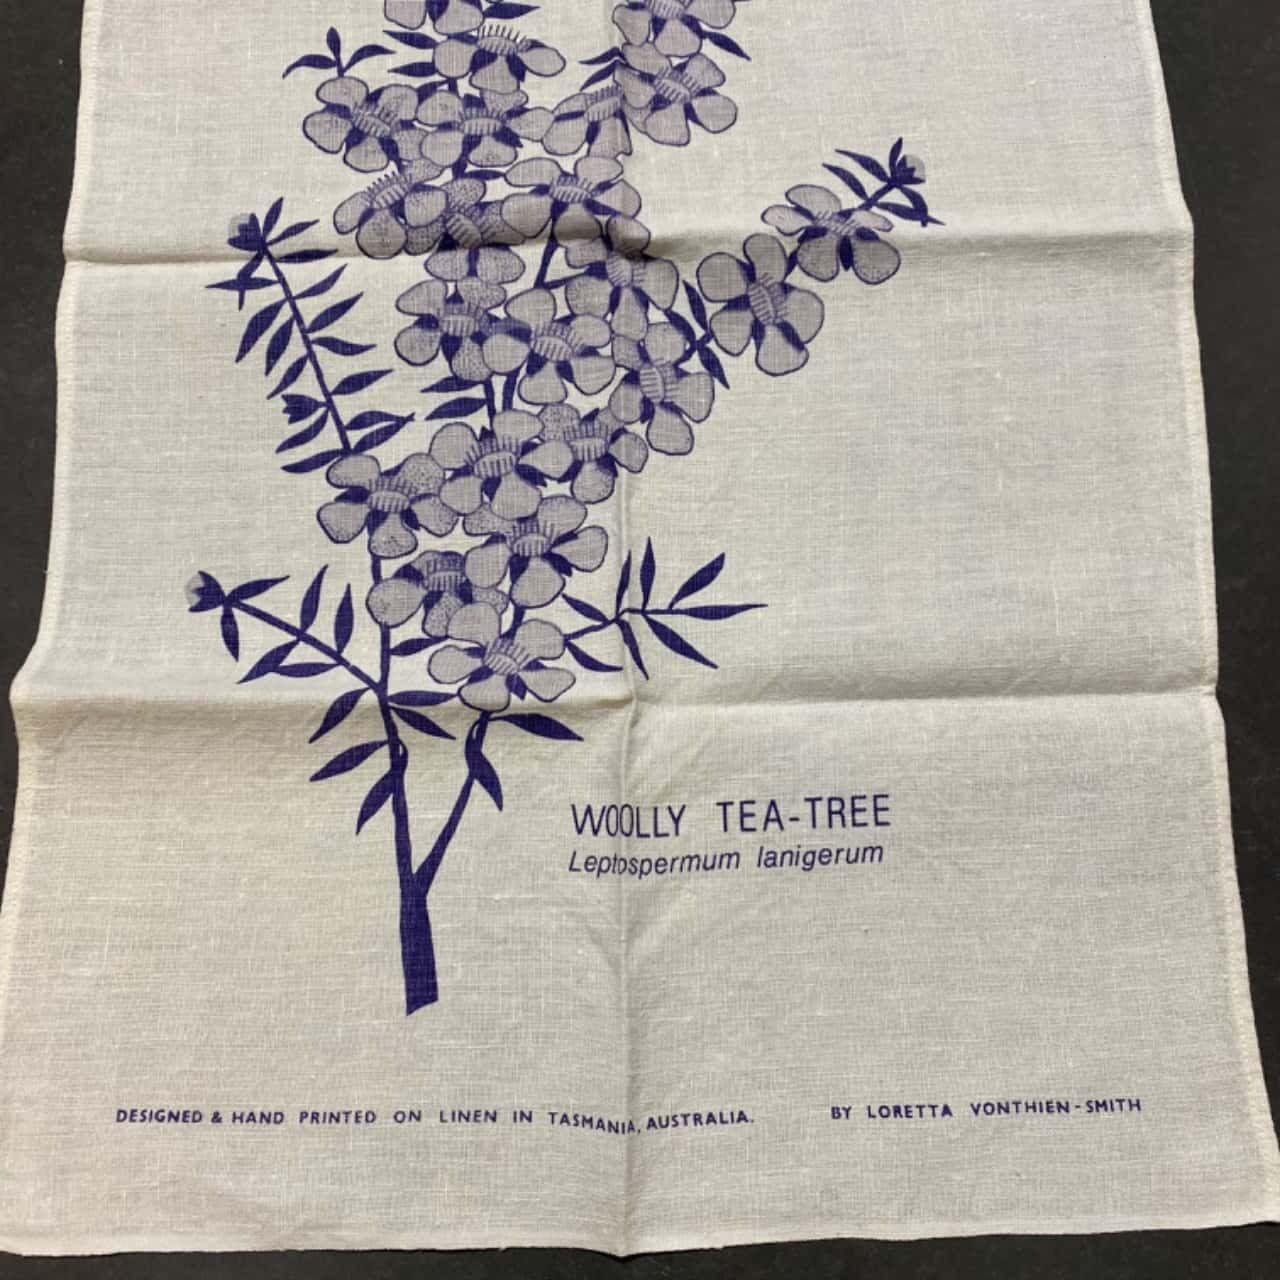 WOOLLY TEA-TREE
Leptospermum lanigerum
DESIGNED & HAND PRINTED ON LINEN IN TASMANIA, AUSTRALIA. BY LORETTA VONTHIEN-SMITH